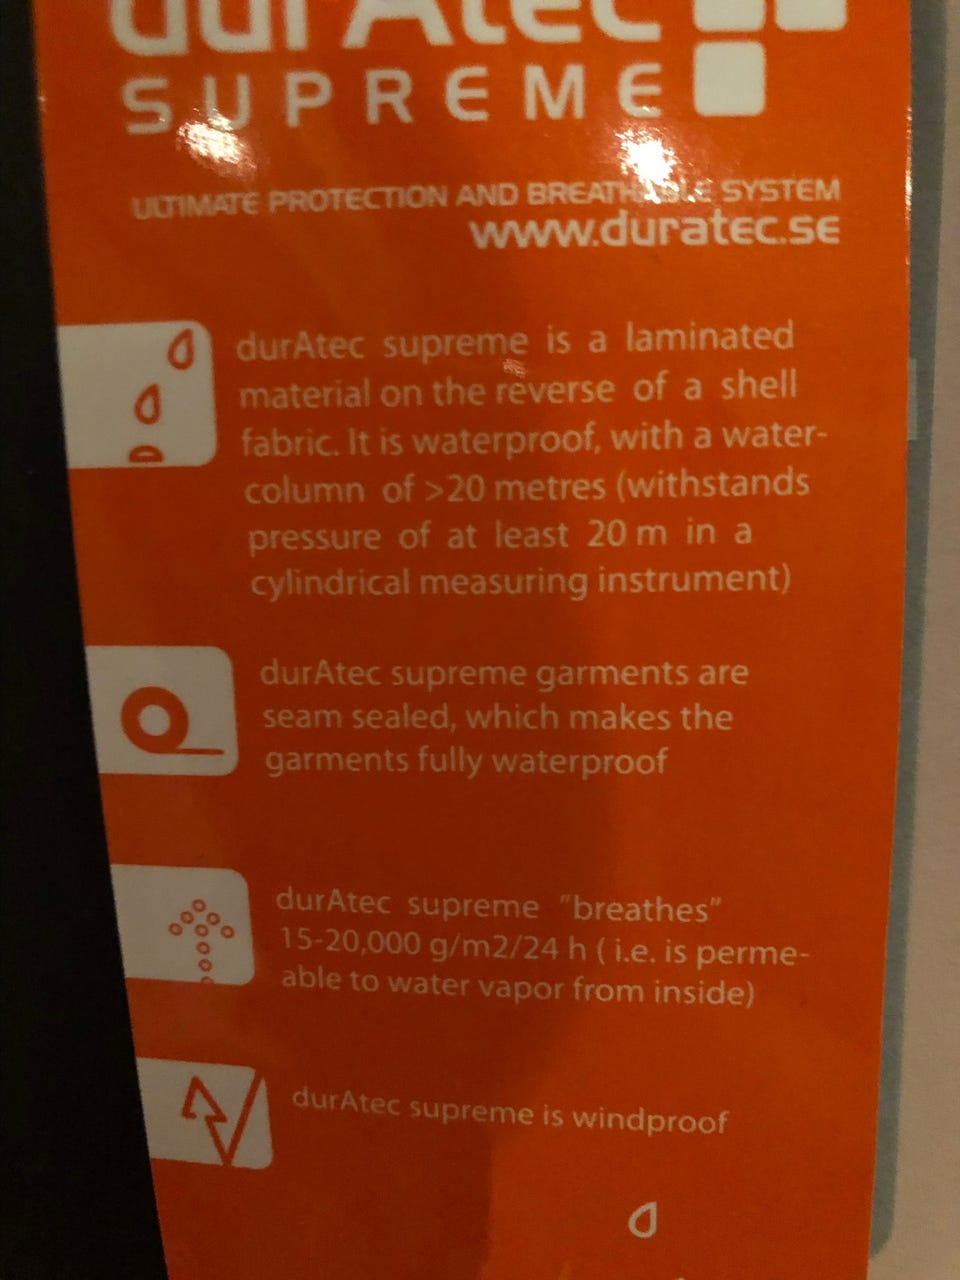 durAtec
SUPREME
ULTIMATE PROTECTION AND BREATHABLE SYSTEM
www.duratec.se
durAtec supreme is a laminated
material on the reverse of a shell
fabric. It is waterproof, with a water-
column of >20 metres (withstands
pressure of at least 20 m in a
cylindrical measuring instrument)
durAtec supreme garments are
seam sealed, which makes the
garments fully waterproof
durAtec supreme "breathes"
15-20,000 g/m2/24 h ( i.e. is perme-
able to water vapor from inside)
durAtec supreme is windproof